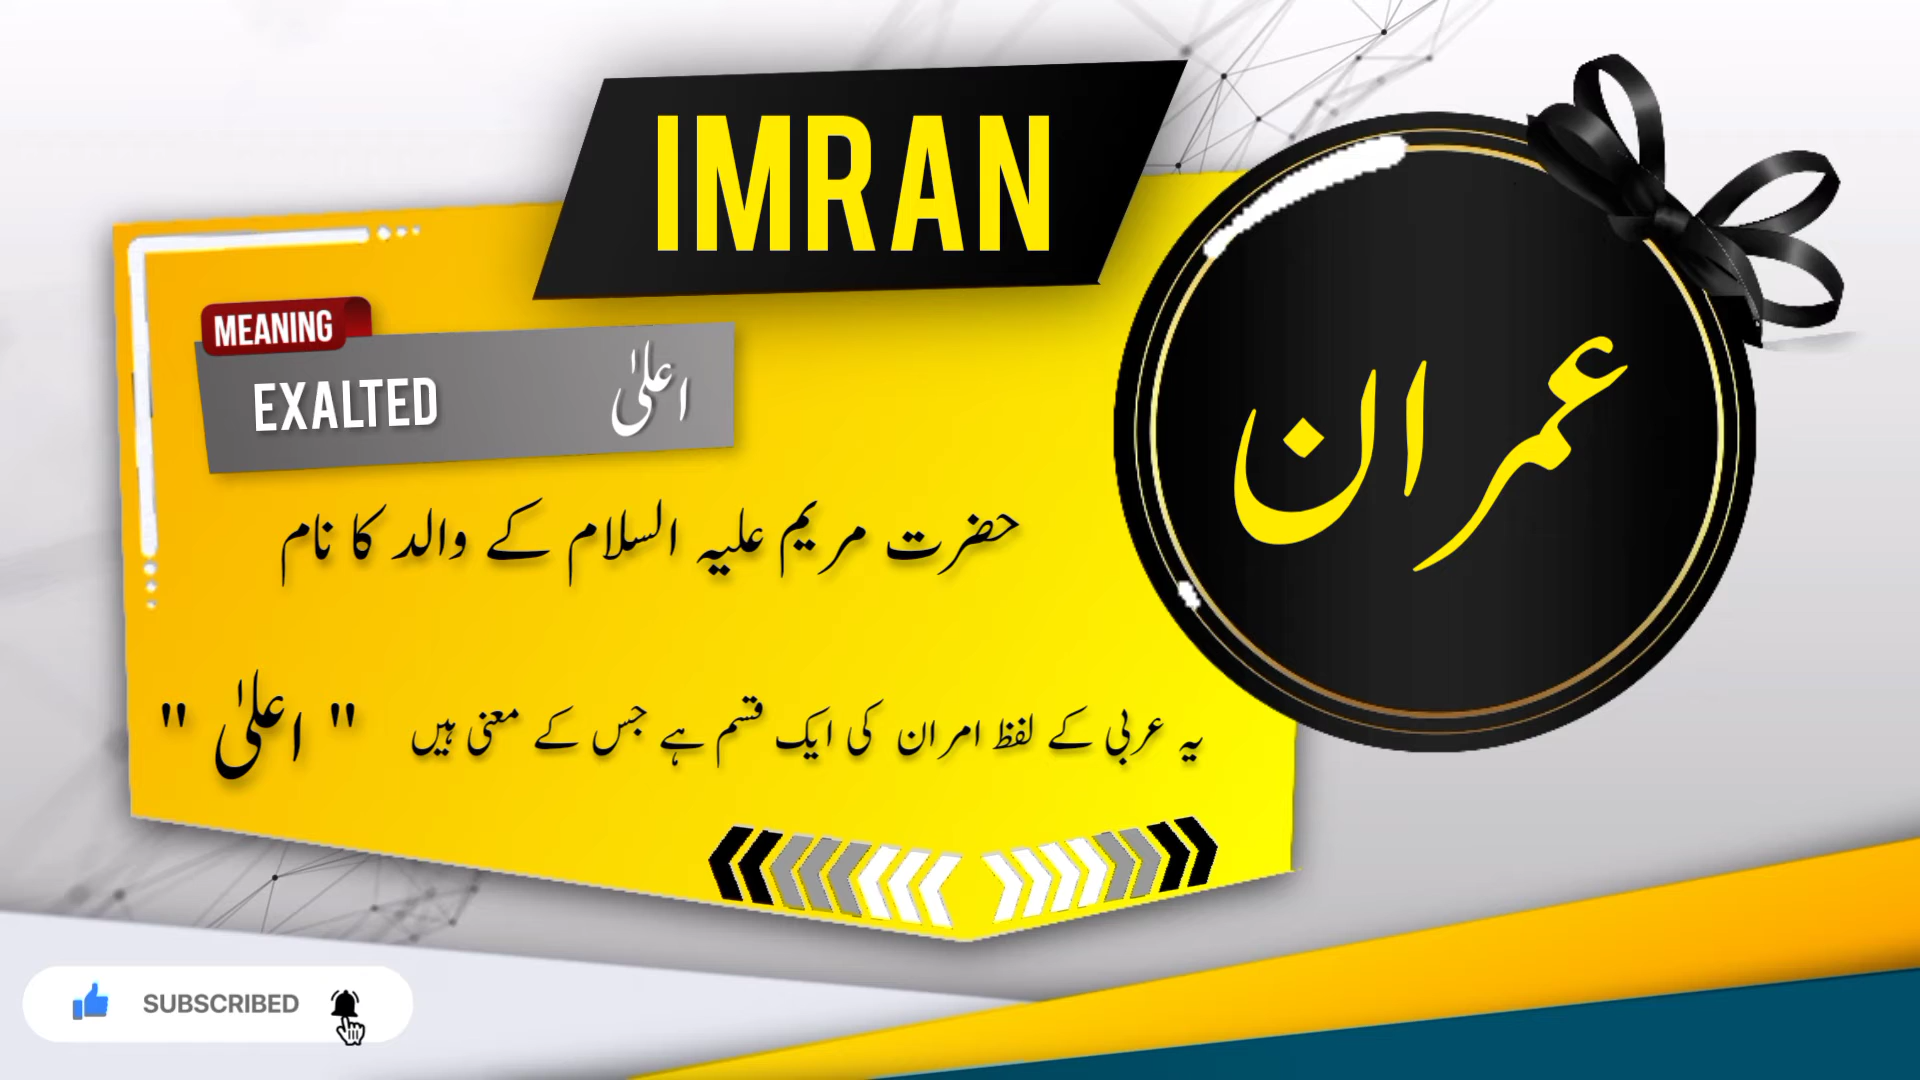 IMRAN
عمران
MEANING
EXALTED
اعلیٰ
حضرت مریم علیہ السلام کے والد کا نام
یہ عربی کے لفظ امران کی ایک قسم ہے جس کے معنی ہیں " اعلیٰ "
SUBSCRIBED